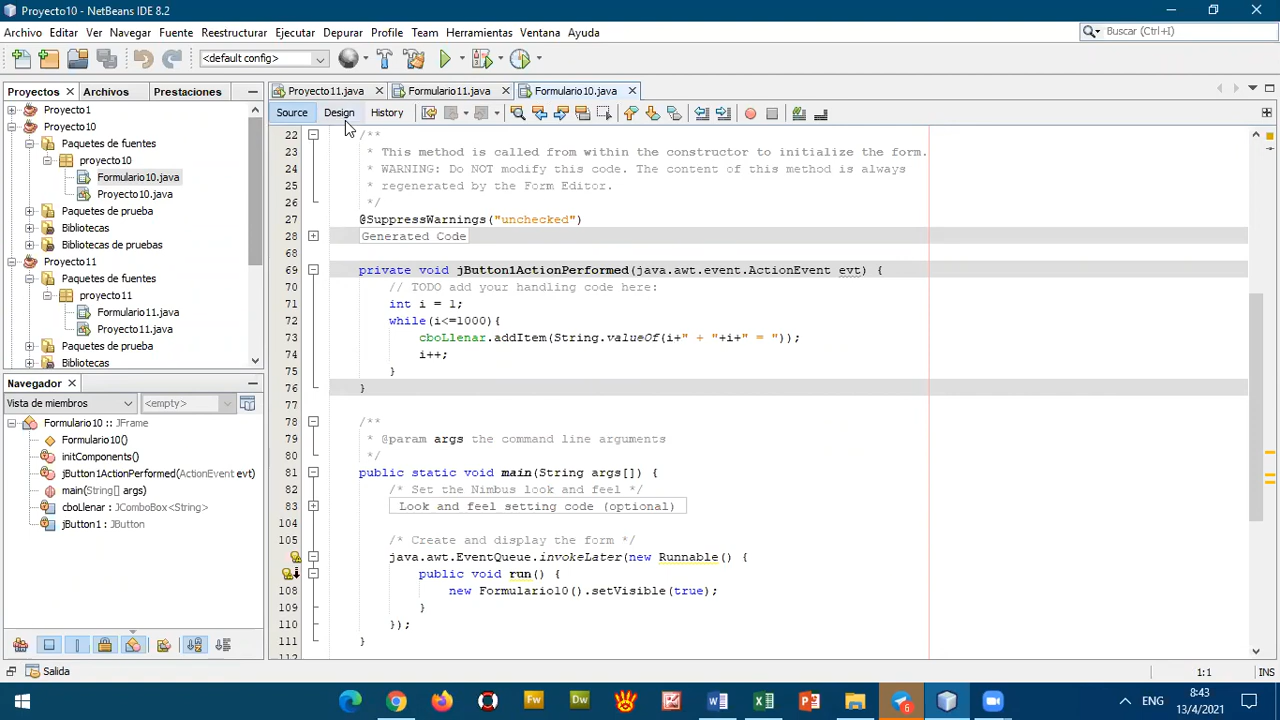 Proyecto10 - NetBeans IDE 8.2
Archivo Editar Ver Navegar Fuente Reestructurar Ejecutar Depurar Profile Team Herramientas Ventana Ayuda
Buscar (Ctrl+I)
<default config>
Proyectos Archivos Prestaciones
Proyecto11.java Formulario11.java Formulario10.java
Source Design History
Proyecto1
Proyecto10
Paquetes de fuentes
proyecto10
Formulario10.java
Proyecto10.java
Paquetes de prueba
Bibliotecas
Bibliotecas de pruebas
Proyecto11
Paquetes de fuentes
proyecto11
Formulario11.java
Proyecto11.java
Paquetes de prueba
Bibliotecas
Navegador
Vista de miembros <empty>
Formulario10 :: JFrame
Formulario10()
initComponents()
jButton1ActionPerformed(ActionEvent evt)
main(String[] args)
cboLlenar : JComboBox<String>
jButton1 : JButton
22 /**
23 * This method is called from within the constructor to initialize the form.
24 * WARNING: Do NOT modify this code. The content of this method is always
25 * regenerated by the Form Editor.
26 */
27 @SuppressWarnings("unchecked")
28 Generated Code
68
69 private void jButton1ActionPerformed(java.awt.event.ActionEvent evt) {
70 // TODO add your handling code here:
71 int i = 1;
72 while(i<=1000){
73 cboLlenar.addItem(String.valueOf(i+" + "+i+" = "));
74 i++;
75 }
76 }
77
78 /**
79 * @param args the command line arguments
80 */
81 public static void main(String args[]) {
82 /* Set the Nimbus look and feel */
83 Look and feel setting code (optional)
104
105 /* Create and display the form */
java.awt.EventQueue.invokeLater(new Runnable() {
public void run() {
108 new Formulario10().setVisible(true);
109 }
110 });
111 }
112
Salida
1:1 INS
ENG
8:43
13/4/2021
Fw
Dw
6